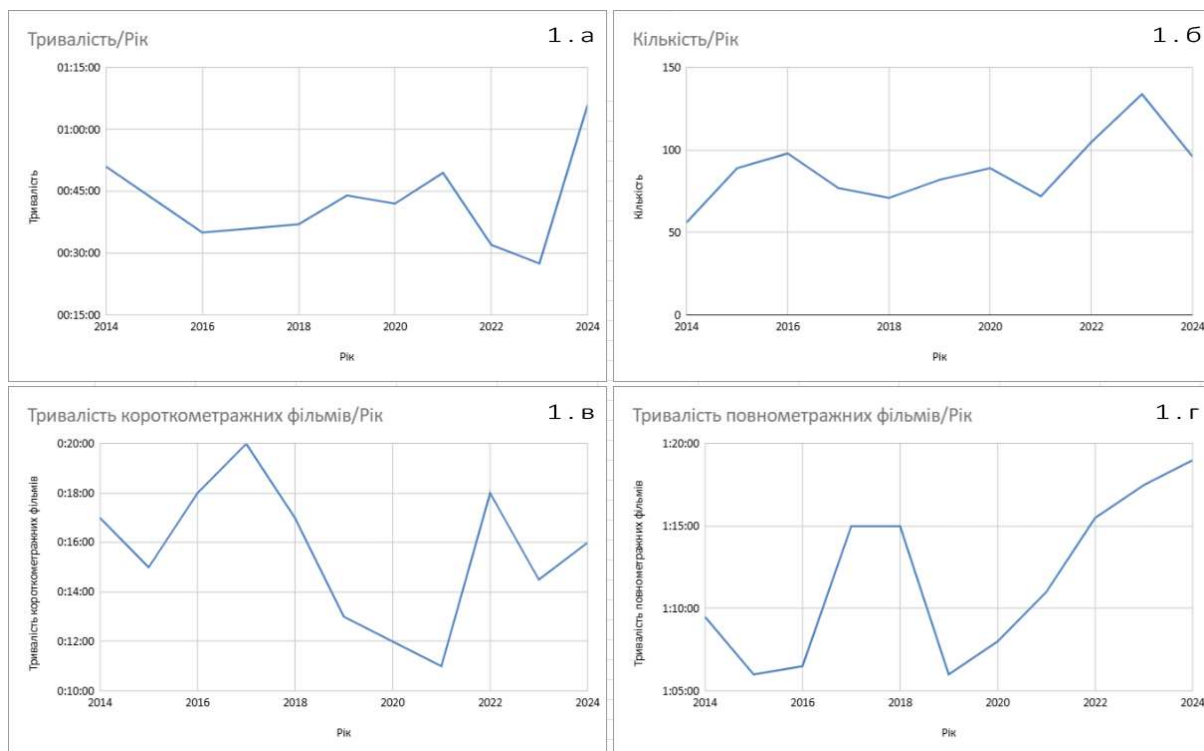 Тривалість/Рік
1.а
01:15:00
01:00:00
00:45:00
00:30:00
00:15:00
Тривалість
2014 2016 2018 2020 2022 2024
Рік
Кількість/Рік
1.б
150
100
50
0
Кількість
2014 2016 2018 2020 2022 2024
Рік
Тривалість короткометражних фільмів/Рік
1.в
0:20:00
0:18:00
0:16:00
0:14:00
0:12:00
0:10:00
Тривалість короткометражних фільмів
2014 2016 2018 2020 2022 2024
Рік
Тривалість повнометражних фільмів/Рік
1.г
1:20:00
1:15:00
1:10:00
1:05:00
Тривалість повнометражних фільмів
2014 2016 2018 2020 2022 2024
Рік